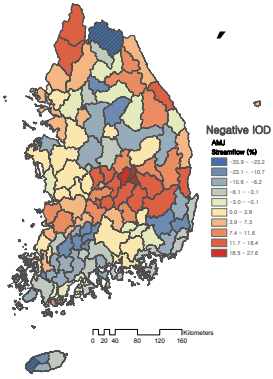 Negative IOD
AMJ
Streamflow (%)
-33.9 - -23.2
-23.1 - -10.7
-10.6 - -6.2
-6.1 - -3.1
-3.0 - -0.1
0.0 - 3.8
3.9 - 7.3
7.4 - 11.6
11.7 - 18.4
18.5 - 27.6
Kilometers
0 20 40 80 120 160